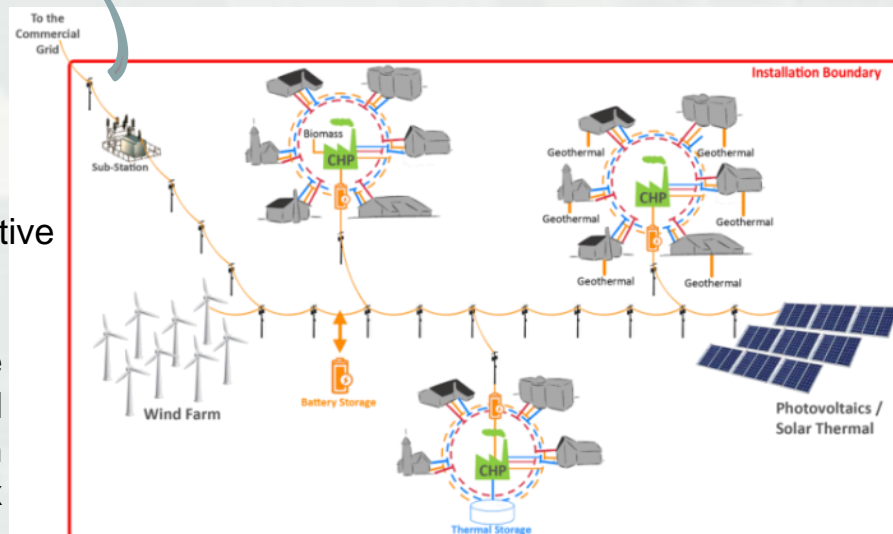 To the
Commercial
Grid
Installation Boundary
Sub-Station
Biomass
CHP
Geothermal
Geothermal
CHP
Geothermal
Geothermal
Geothermal
Geothermal
tive
Wind Farm
Battery Storage
Photovoltaics /
Solar Thermal
CHP
Thermal Storage